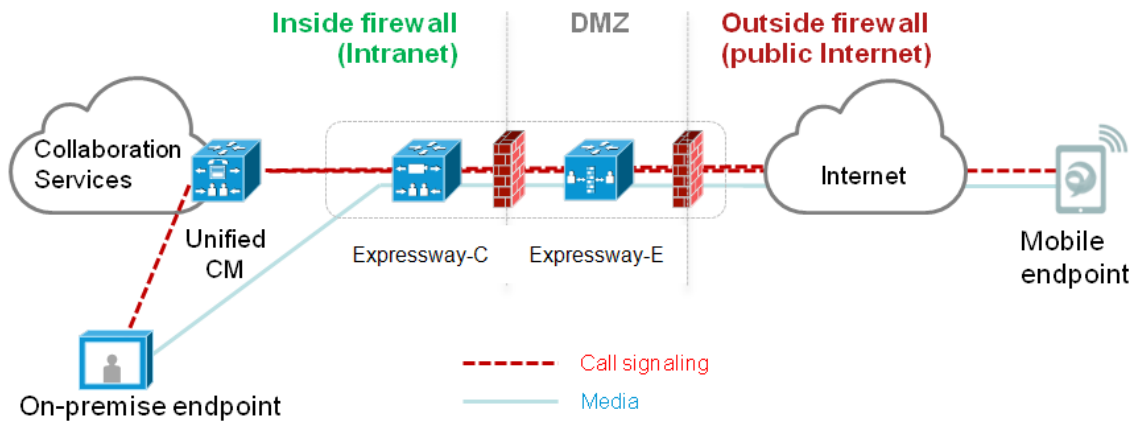 Inside firewall
(Intranet)
DMZ
Outside firewall
(public Internet)
Collaboration
Services
Unified
CM
Expressway-C
Expressway-E
Internet
Mobile
endpoint
On-premise endpoint
Call signaling
Media